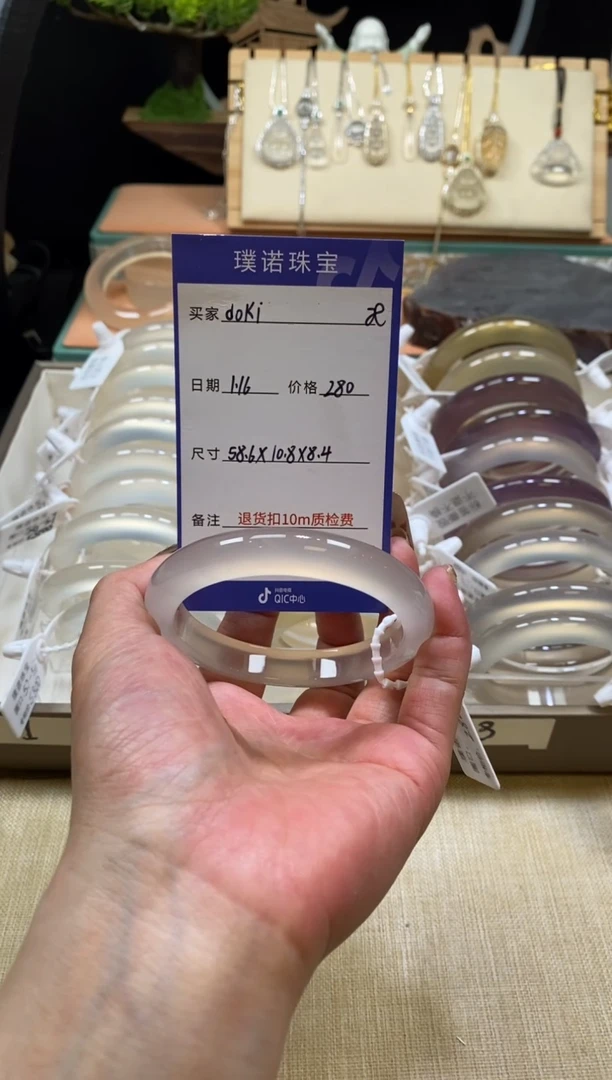 璞诺珠宝
买家 doki
日期 1.16 价格 280
尺寸 58.6X10.8X8.4
备注 退货扣10m质检费
QIC中心